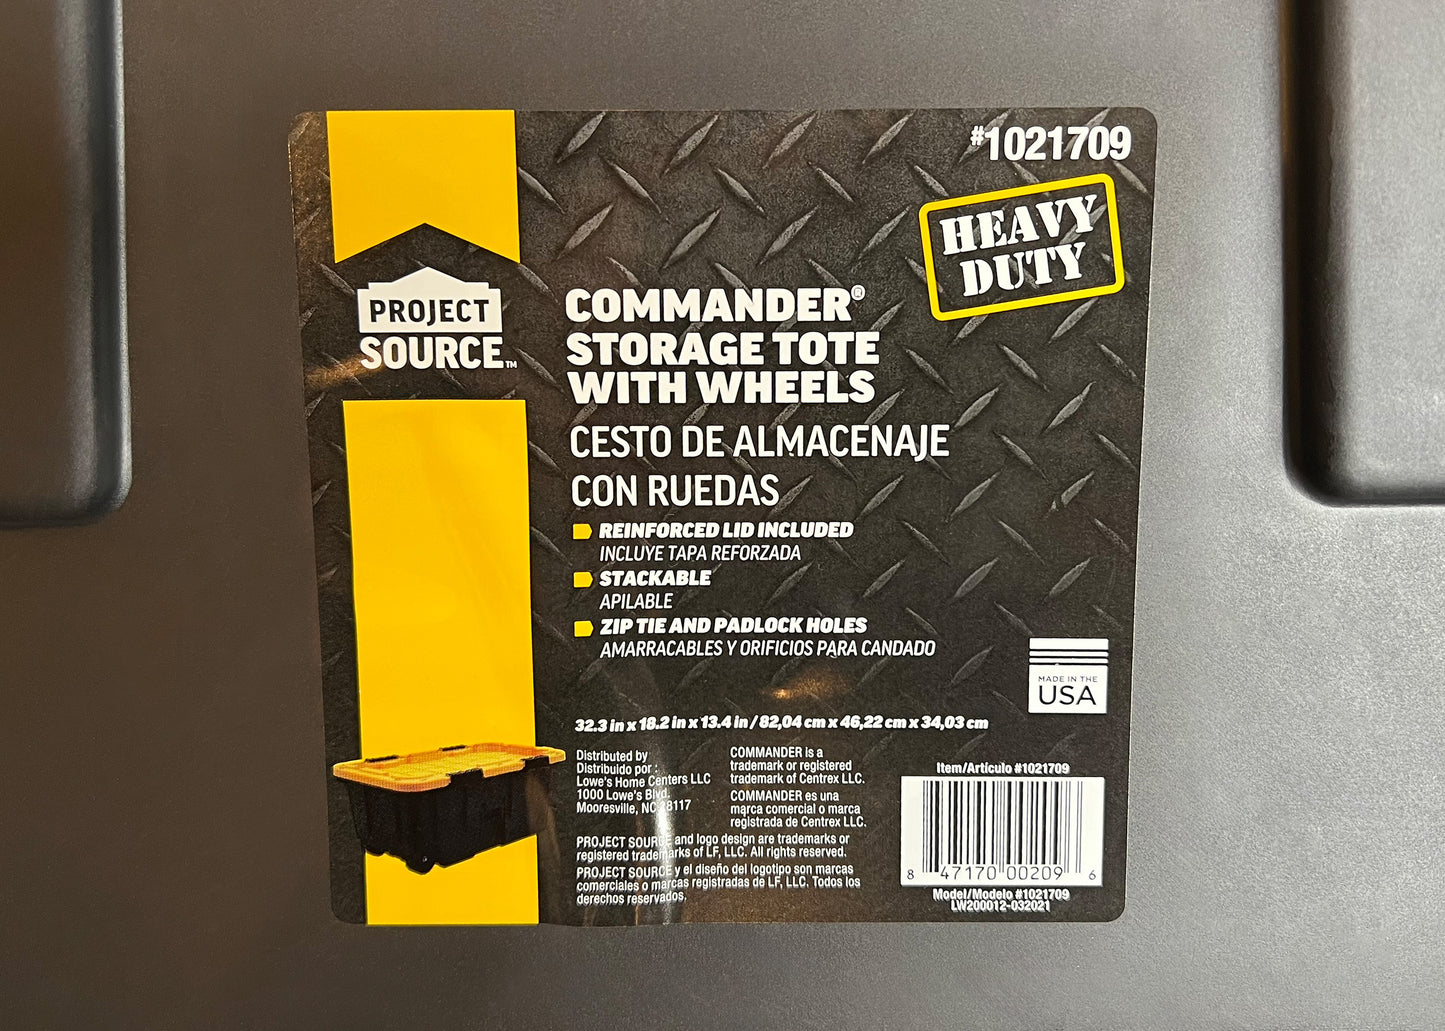 #1021709
HEAVY
DUTY
PROJECT
SOURCE™
COMMANDER®
STORAGE TOTE
WITH WHEELS
CESTO DE ALMACENAJE
CON RUEDAS
REINFORCED LID INCLUDED
INCLUYE TAPA REFORZADA
STACKABLE
APILABLE
ZIP TIE AND PADLOCK HOLES
AMARRACABLES Y ORIFICIOS PARA CANDADO
MADE IN THE
USA
32.3 in x 18.2 in x 13.4 in / 82,04 cm x 46,22 cm x 34,03 cm
Distributed by
Distribuido por :
Lowe's Home Centers LLC
1000 Lowe's Blvd.
Mooresville, NC 28117
COMMANDER is a
trademark or registered
trademark of Centrex LLC.
COMMANDER es una
marca comercial o marca
registrada de Centrex LLC.
PROJECT SOURCE and logo design are trademarks or
registered trademarks of LF, LLC. All rights reserved.
PROJECT SOURCE y el diseño del logotipo son marcas
comerciales o marcas registradas de LF, LLC. Todos los
derechos reservados.
Item/Artículo #1021709
8 47170 00209 6
Model/Modelo #1021709
LW200012-032021